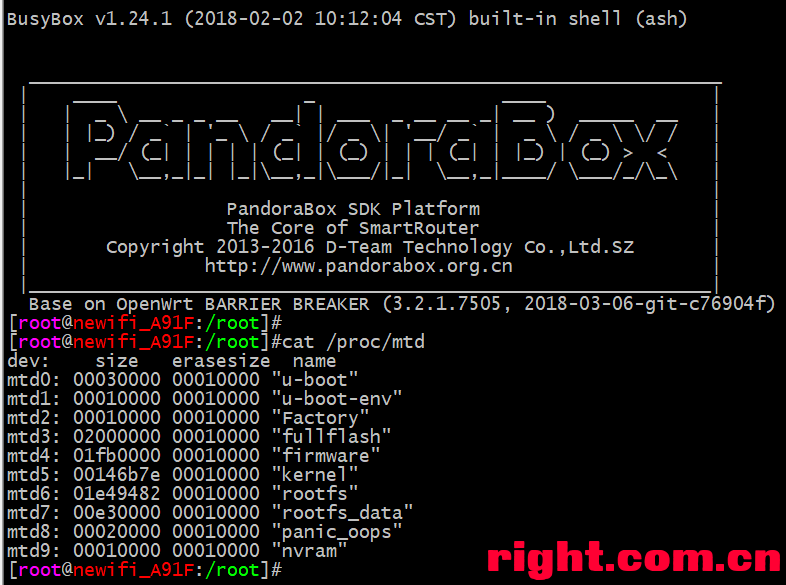 BusyBox v1.24.1 (2018-02-02 10:12:04 CST) built-in shell (ash)
PandoraBox
PandoraBox SDK Platform
The Core of SmartRouter
Copyright 2013-2016 D-Team Technology Co.,Ltd.SZ
http://www.pandorabox.org.cn
Base on OpenWrt BARRIER BREAKER (3.2.1.7505, 2018-03-06-git-c76904f)
[root@newifi_A91F:/root]#
[root@newifi_A91F:/root]#cat /proc/mtd
dev:    size   erasesize  name
mtd0: 00030000 00010000 "u-boot"
mtd1: 00010000 00010000 "u-boot-env"
mtd2: 00010000 00010000 "Factory"
mtd3: 02000000 00010000 "fullflash"
mtd4: 01fb0000 00010000 "firmware"
mtd5: 00146b7e 00010000 "kernel"
mtd6: 01e49482 00010000 "rootfs"
mtd7: 00e30000 00010000 "rootfs_data"
mtd8: 00020000 00010000 "panic_oops"
mtd9: 00010000 00010000 "nvram"
[root@newifi_A91F:/root]#
right.com.cn